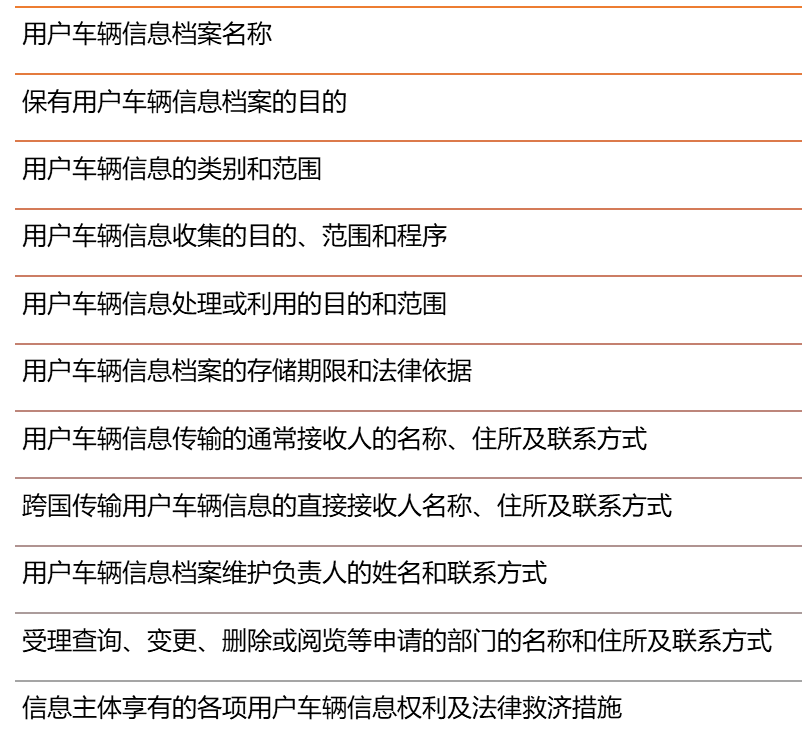 用户车辆信息档案名称
保有用户车辆信息档案的目的
用户车辆信息的类别和范围
用户车辆信息收集的目的、范围和程序
用户车辆信息处理或利用的目的和范围
用户车辆信息档案的存储期限和法律依据
用户车辆信息传输的通常接收人的名称、住所及联系方式
跨国传输用户车辆信息的直接接收人名称、住所及联系方式
用户车辆信息档案维护负责人的姓名和联系方式
受理查询、变更、删除或阅览等申请的部门的名称和住所及联系方式
信息主体享有的各项用户车辆信息权利及法律救济措施